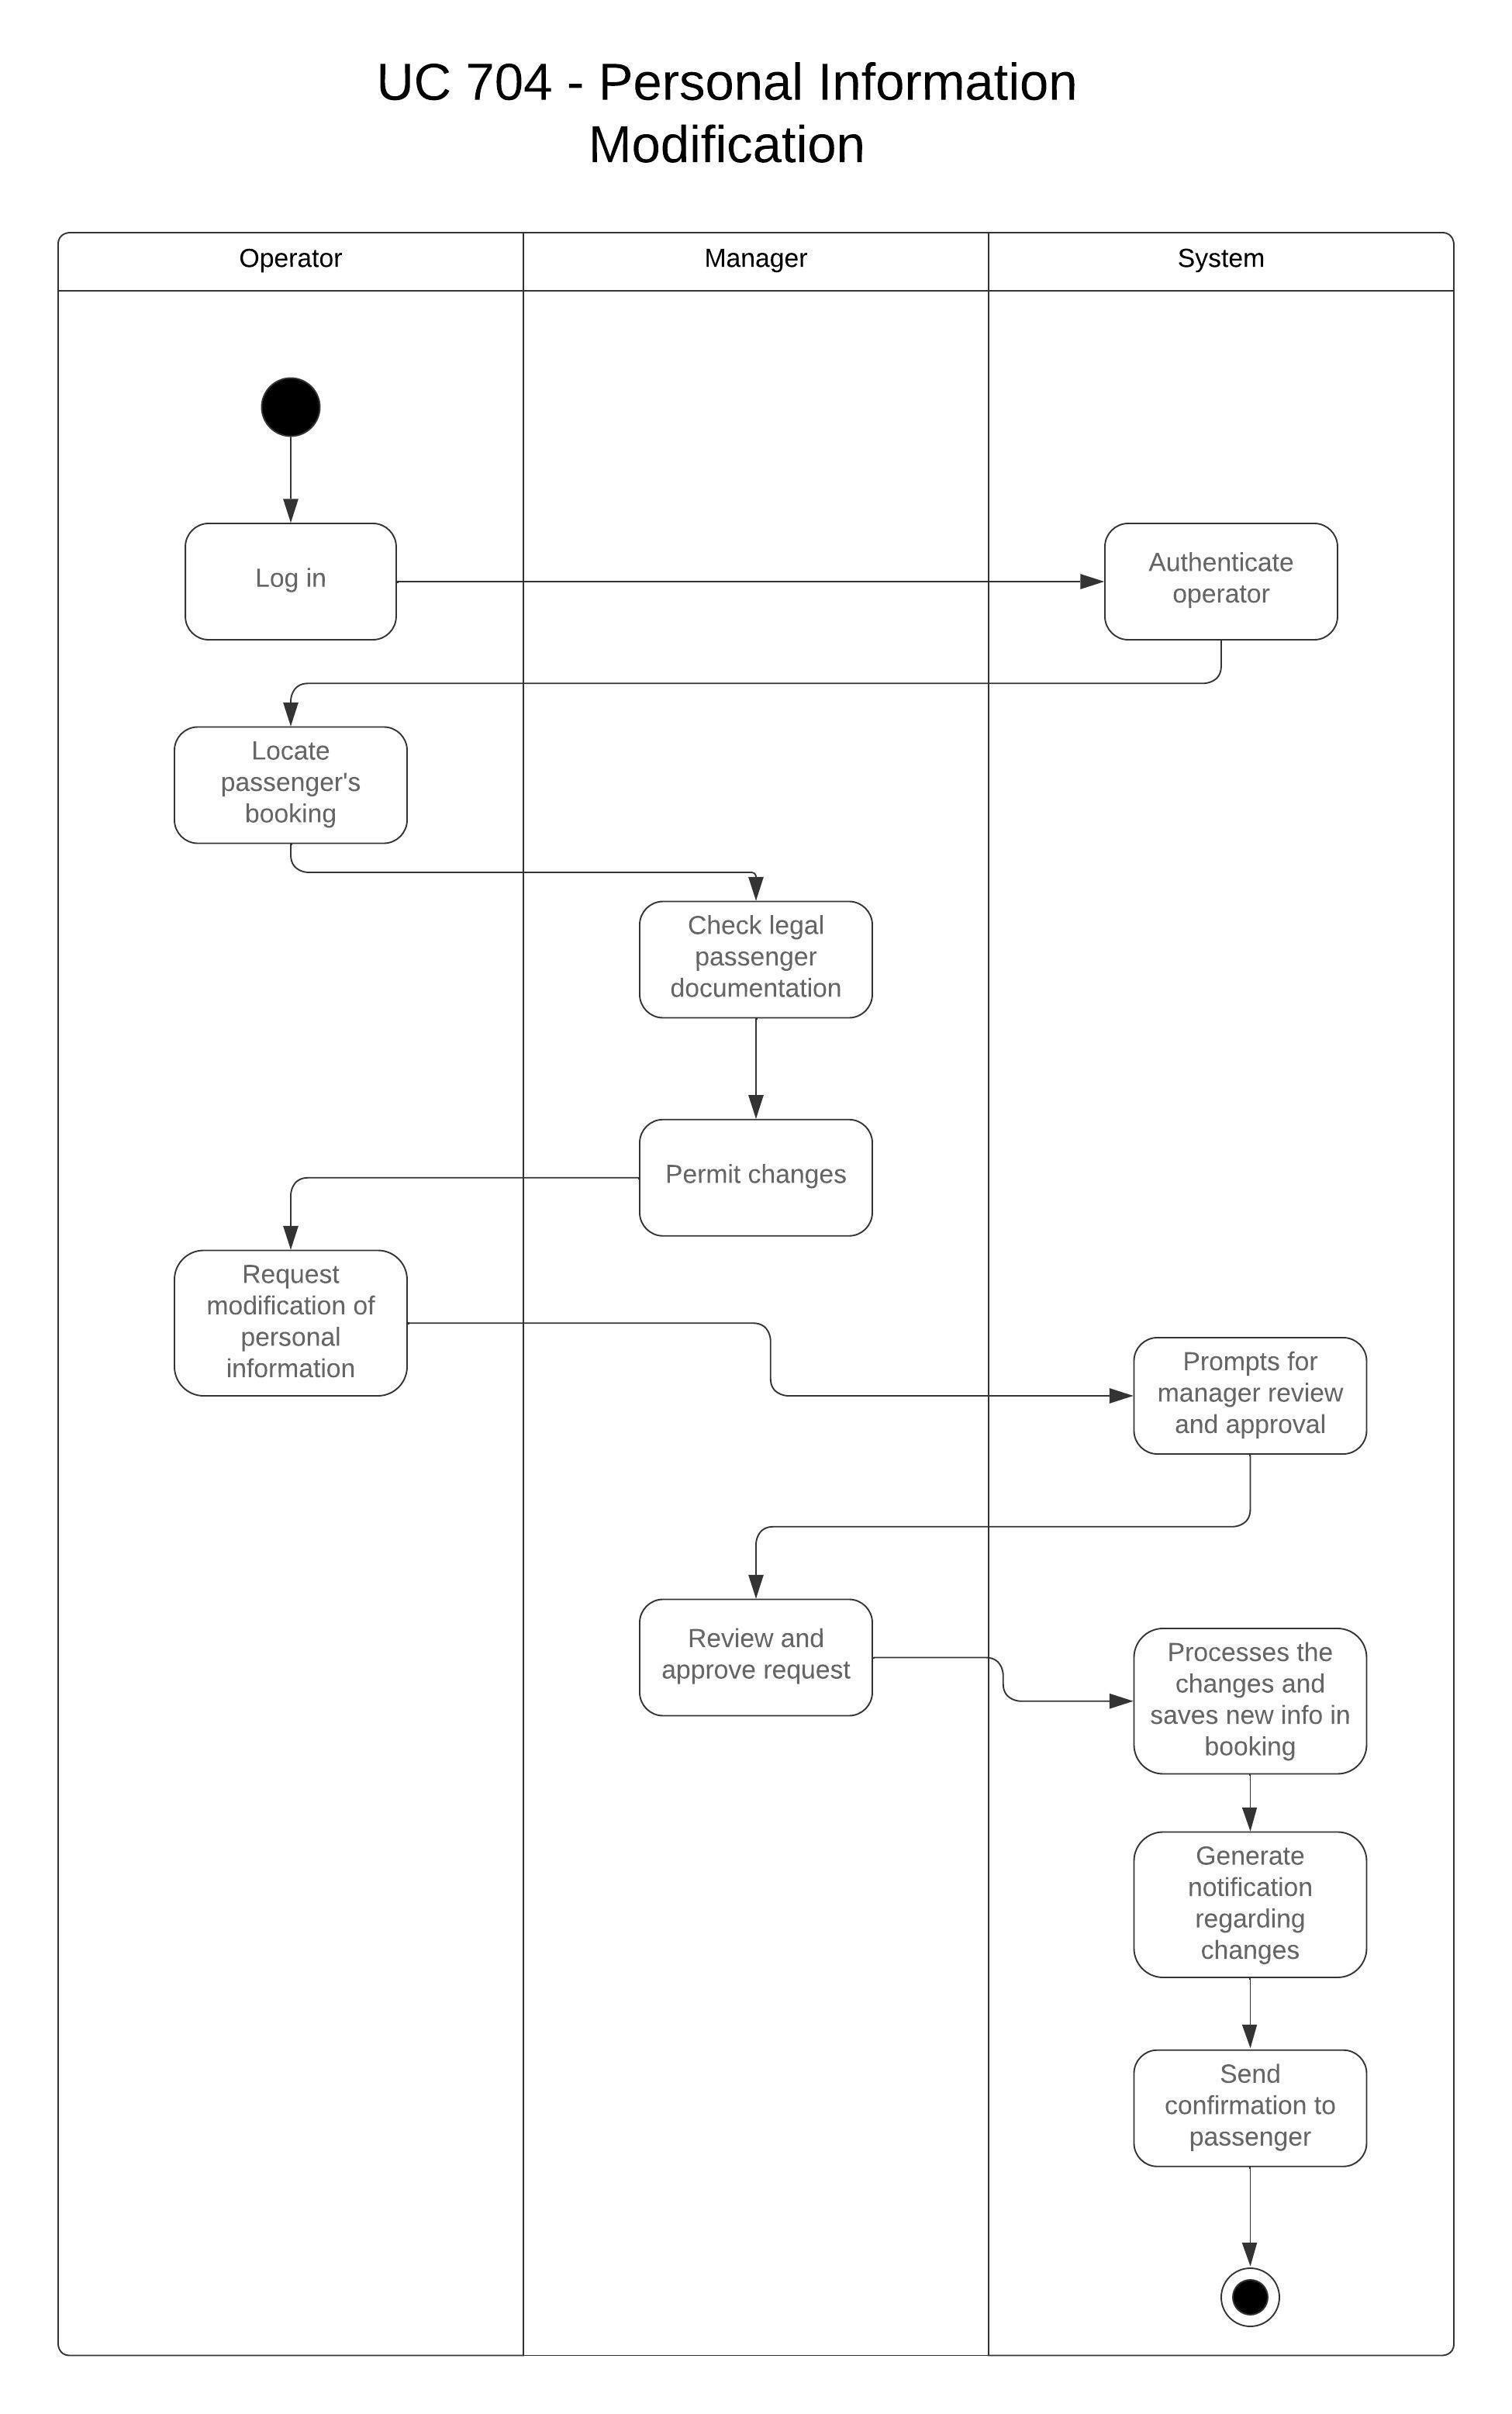 UC 704 - Personal Information
Modification
Operator
Manager
System
Log in
Authenticate
operator
Locate
passenger's
booking
Check legal
passenger
documentation
Permit changes
Request
modification of
personal
information
Prompts for
manager review
and approval
Review and
approve request
Processes the
changes and
saves new info in
booking
Generate
notification
regarding
changes
Send
confirmation to
passenger